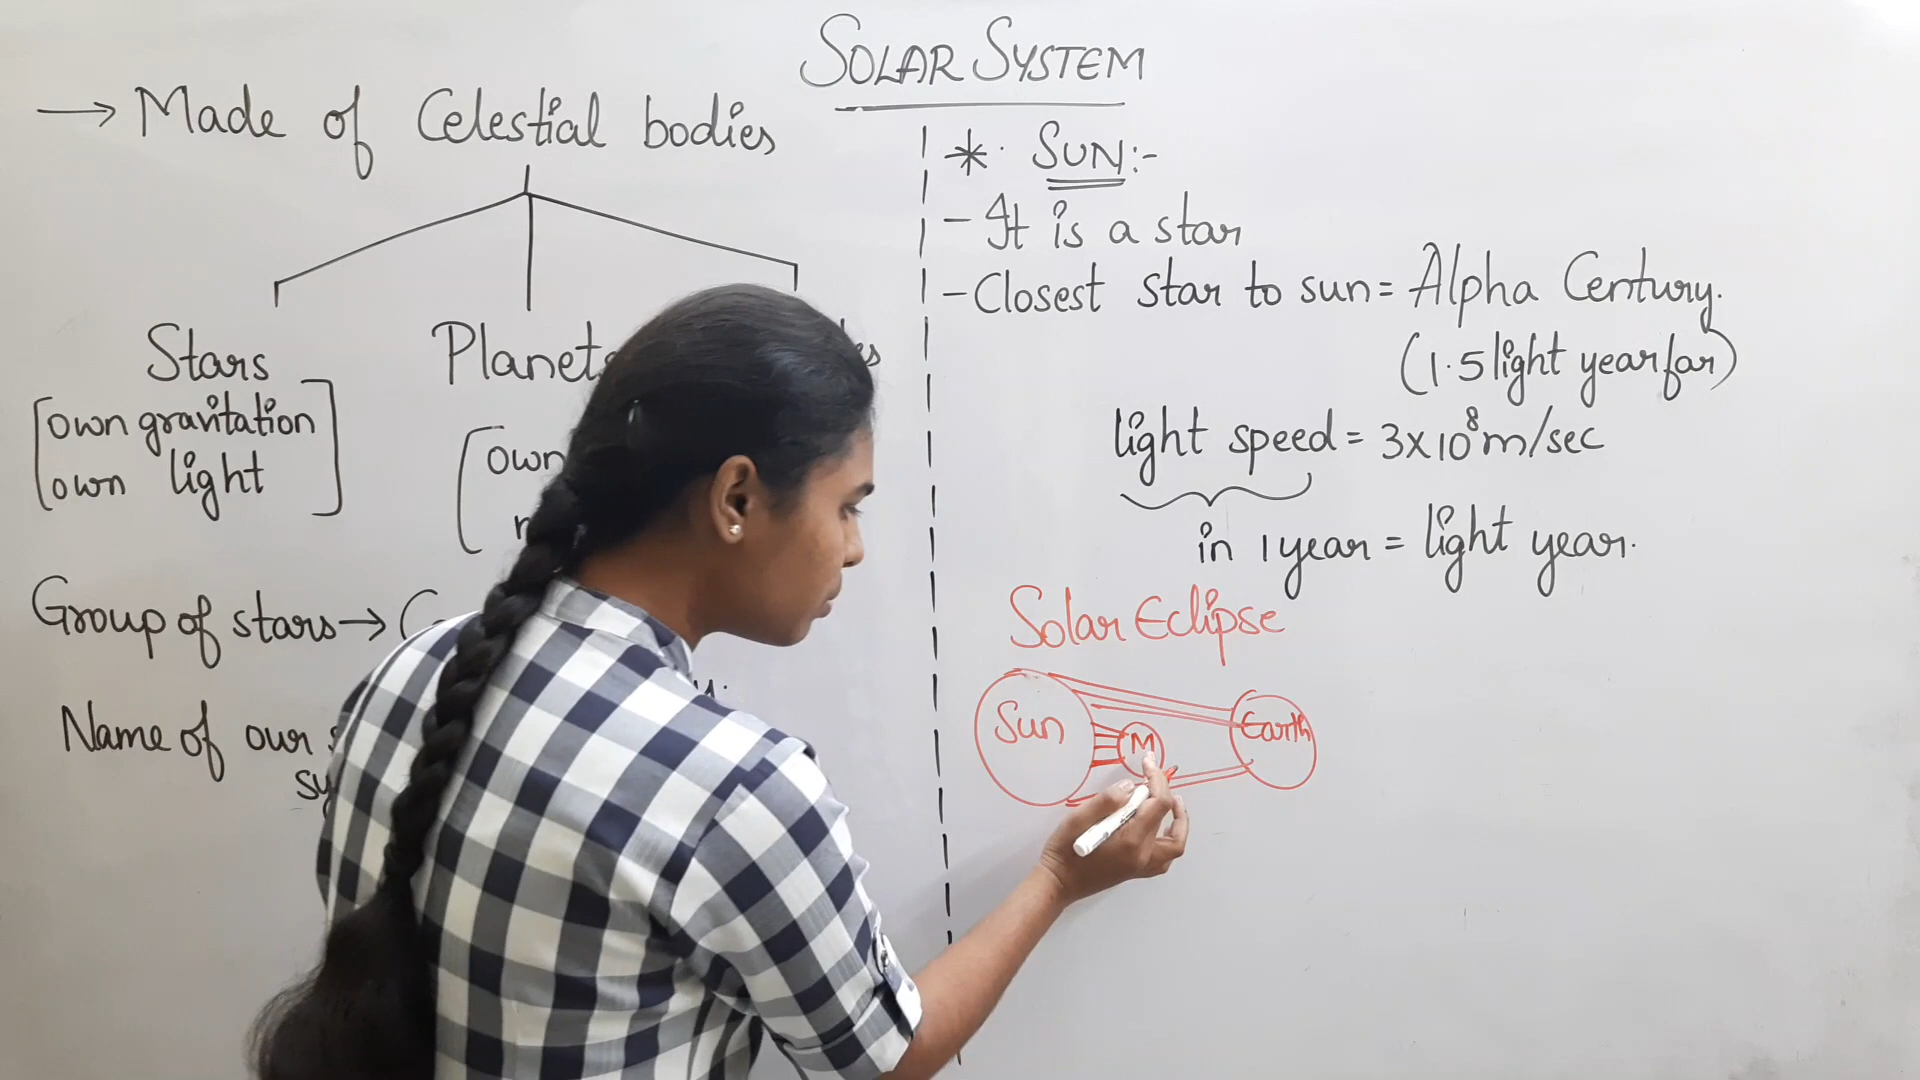 SOLAR SYSTEM
→ Made of Celestial bodies
Stars
[own gravitation
own light]
Planets
[own
Group of stars →
Name of our
* SUN:-
- It is a star
- Closest star to sun = Alpha Century.
(1.5 light year far)
light speed = 3x10⁸m/sec
in 1 year = light year.
Solar Eclipse
Sun
M
Earth